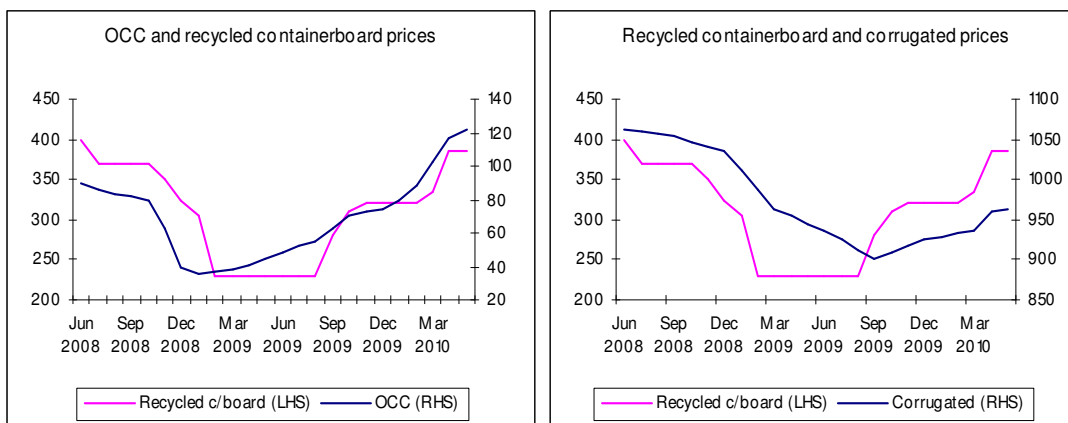 OCC and recycled containerboard prices
450
400
350
300
250
200
140
120
100
80
60
40
20
Jun 2008
Sep 2008
Dec 2008
Mar 2009
Jun 2009
Sep 2009
Dec 2009
Mar 2010
Recycled c/board (LHS)
OCC (RHS)
Recycled containerboard and corrugated prices
450
400
350
300
250
200
1100
1050
1000
950
900
850
Jun 2008
Sep 2008
Dec 2008
Mar 2009
Jun 2009
Sep 2009
Dec 2009
Mar 2010
Recycled c/board (LHS)
Corrugated (RHS)